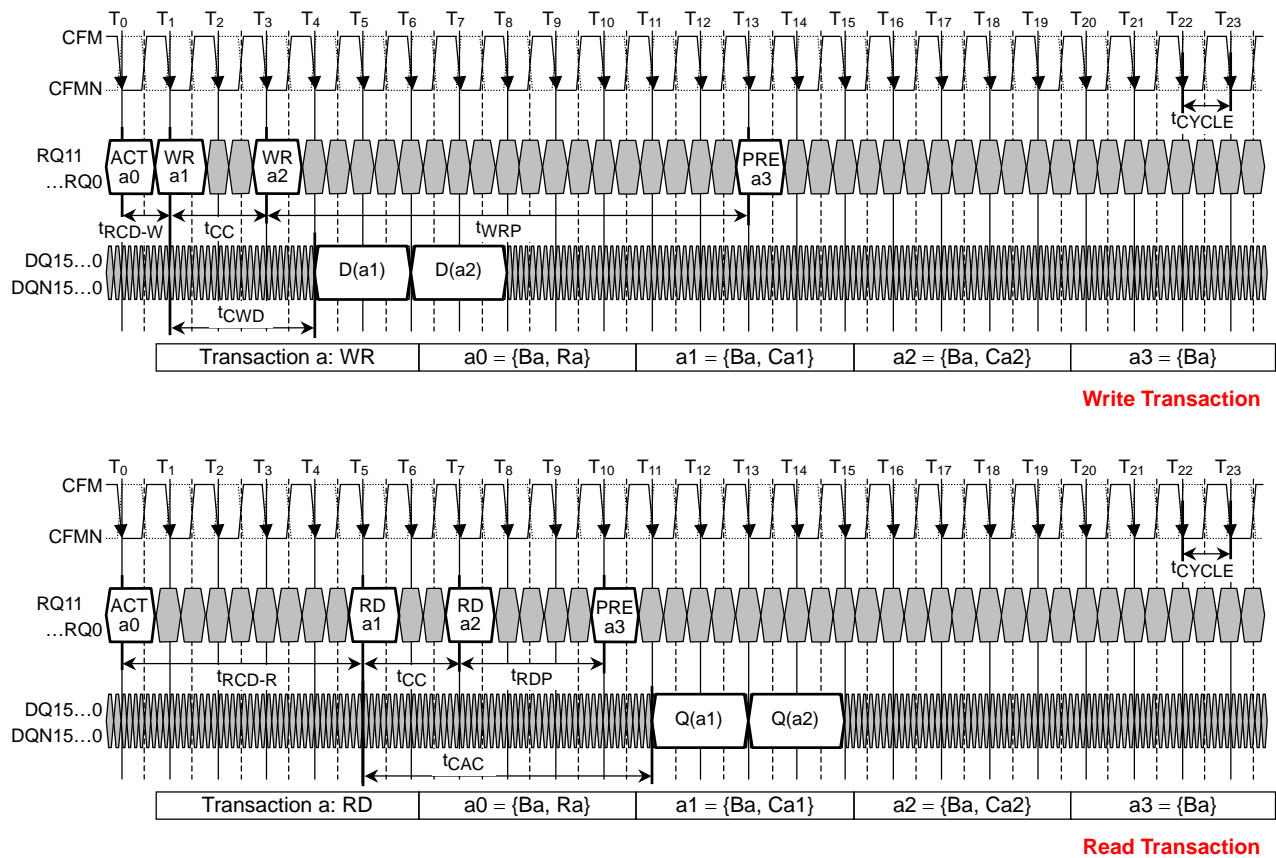 T0 T1 T2 T3 T4 T5 T6 T7 T8 T9 T10 T11 T12 T13 T14 T15 T16 T17 T18 T19 T20 T21 T22 T23
CFM
CFMN
tCYCLE
RQ11
...RQ0
ACT a0
WR a1
WR a2
PRE a3
tRCD-W
tCC
tWRP
DQ15...0
DQN15...0
D(a1)
D(a2)
tCWD
Transaction a: WR
a0 = {Ba, Ra}
a1 = {Ba, Ca1}
a2 = {Ba, Ca2}
a3 = {Ba}
Write Transaction
T0 T1 T2 T3 T4 T5 T6 T7 T8 T9 T10 T11 T12 T13 T14 T15 T16 T17 T18 T19 T20 T21 T22 T23
CFM
CFMN
tCYCLE
RQ11
...RQ0
ACT a0
RD a1
RD a2
PRE a3
tRCD-R
tCC
tRDP
DQ15...0
DQN15...0
Q(a1)
Q(a2)
tCAC
Transaction a: RD
a0 = {Ba, Ra}
a1 = {Ba, Ca1}
a2 = {Ba, Ca2}
a3 = {Ba}
Read Transaction